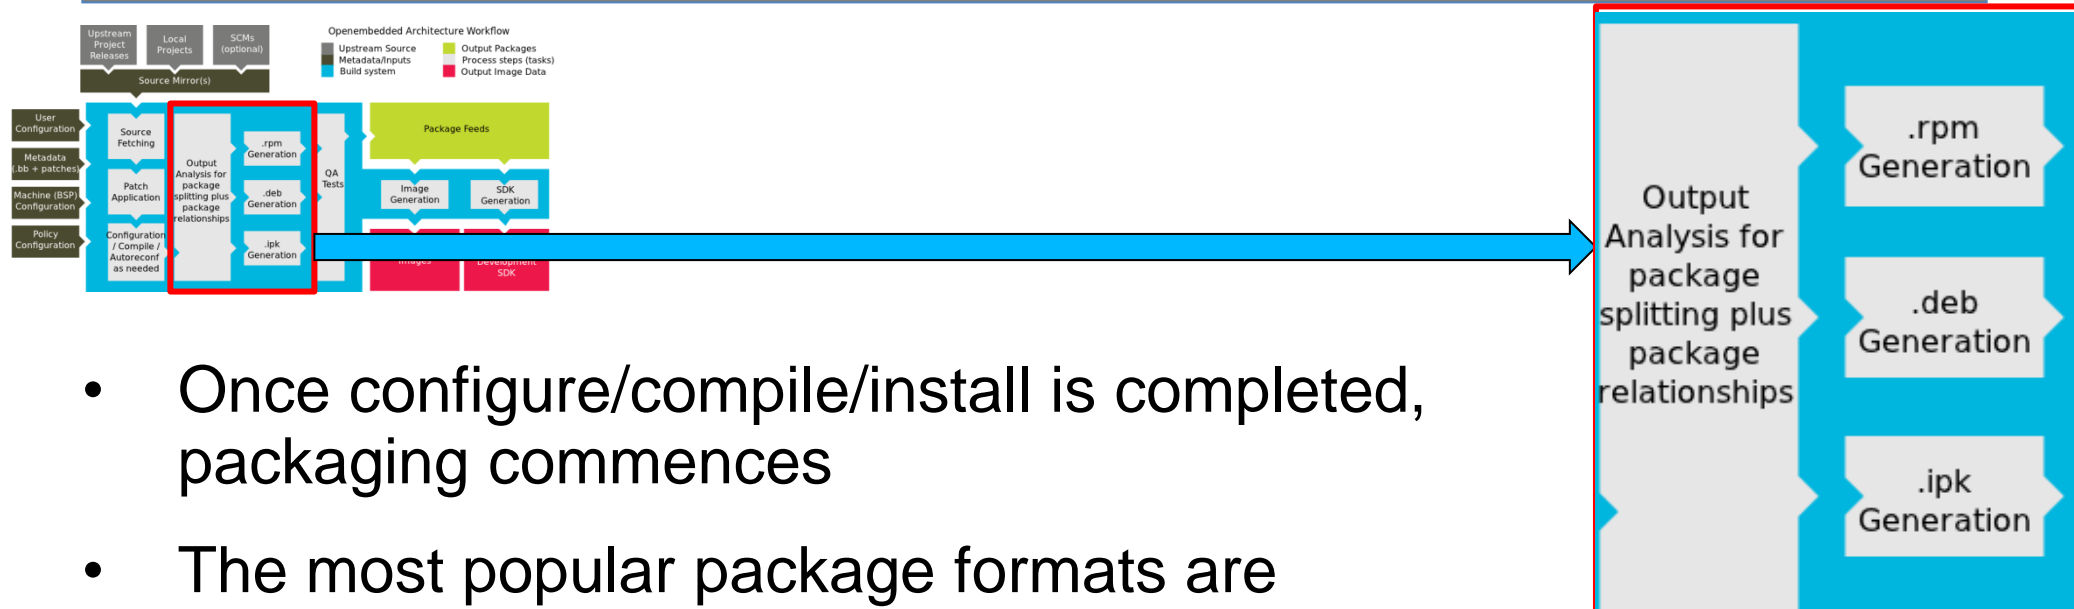 Upstream
Project
Releases
Local
Projects
SCMs
(optional)
Source Mirror(s)
Openembedded Architecture Workflow
Upstream Source
Metadata/Inputs
Build system
Output Packages
Process steps (tasks)
Output Image Data
User
Configuration
Metadata
(.bb + patches)
Machine (BSP)
Configuration
Policy
Configuration
Source
Fetching
Patch
Application
Configuration
/ Compile /
Autoreconf
as needed
Output
Analysis for
package
splitting plus
package
relationships
.rpm
Generation
.deb
Generation
.ipk
Generation
QA
Tests
Package Feeds
Image
Generation
SDK
Generation
Images
Development
SDK
Output
Analysis for
package
splitting plus
package
relationships
.rpm
Generation
.deb
Generation
.ipk
Generation
• Once configure/compile/install is completed,
packaging commences
• The most popular package formats are